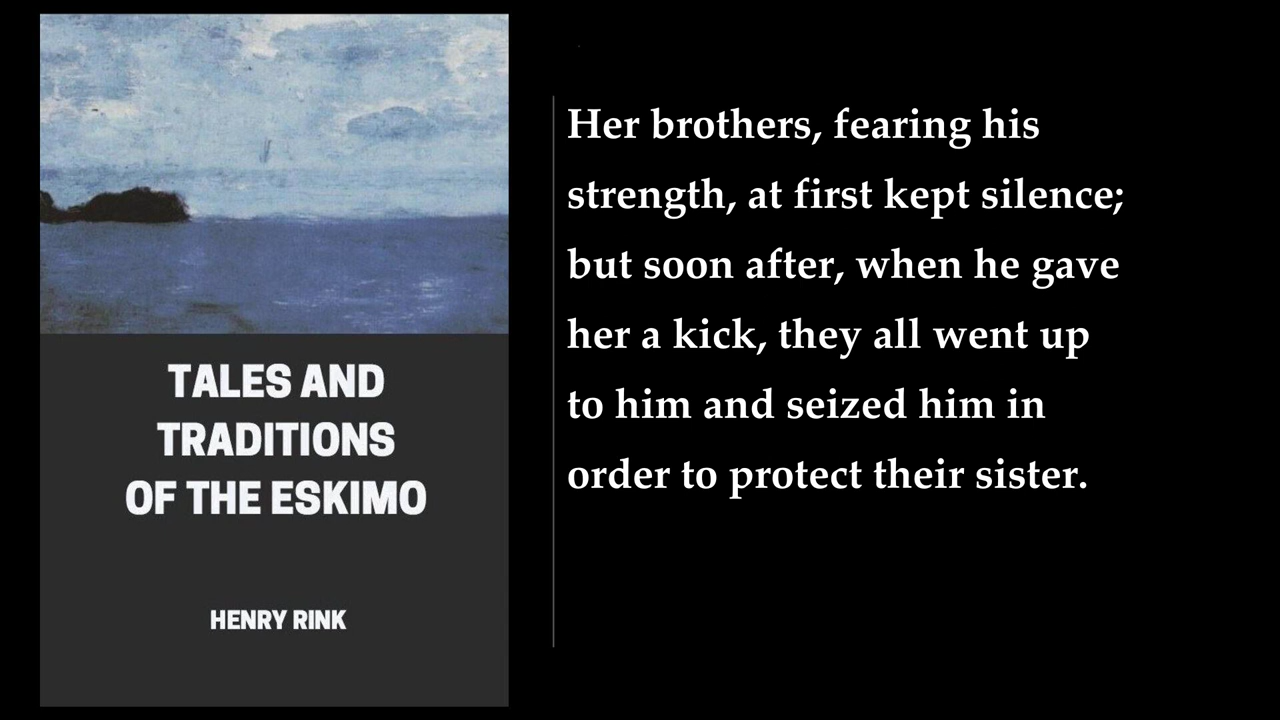 TALES AND
TRADITIONS
OF THE ESKIMO
HENRY RINK
Her brothers, fearing his
strength, at first kept silence;
but soon after, when he gave
her a kick, they all went up
to him and seized him in
order to protect their sister.